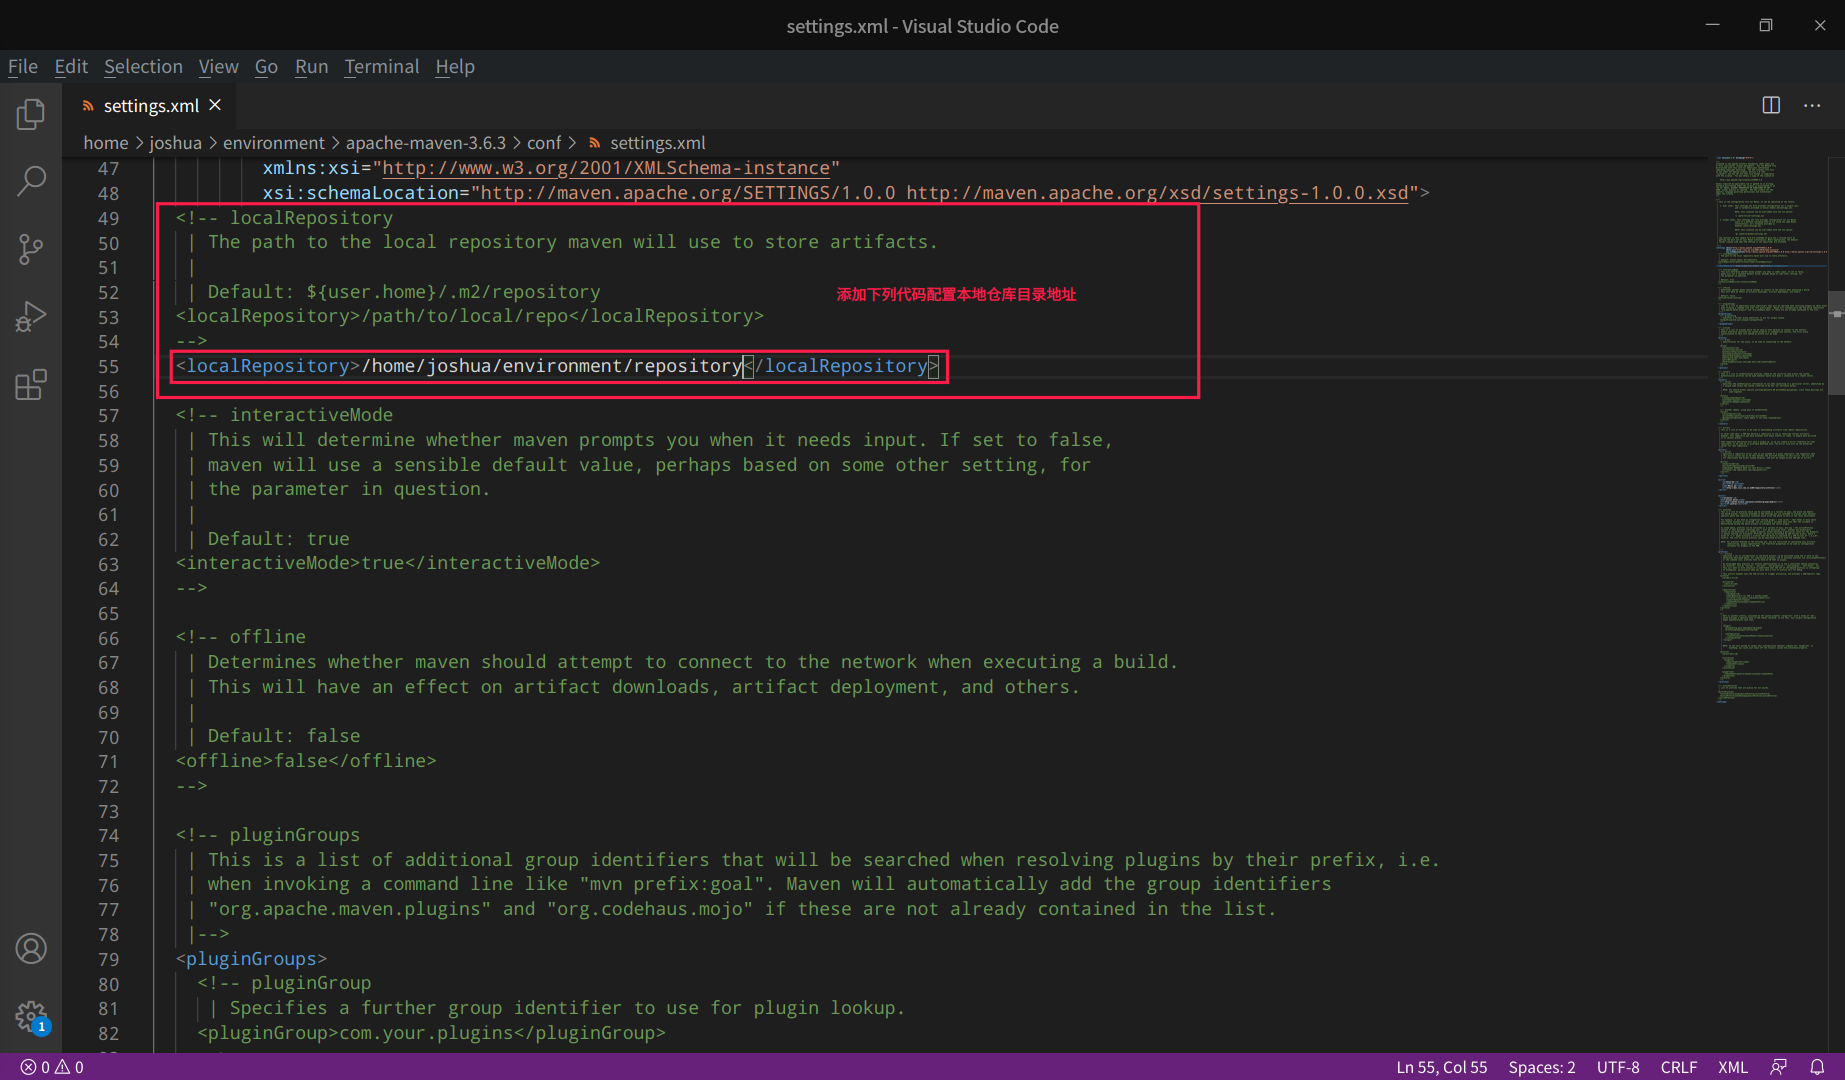 settings.xml - Visual Studio Code
File Edit Selection View Go Run Terminal Help
settings.xml
home > joshua > environment > apache-maven-3.6.3 > conf > settings.xml
47 xmlns:xsi="http://www.w3.org/2001/XMLSchema-instance"
48 xsi:schemaLocation="http://maven.apache.org/SETTINGS/1.0.0 http://maven.apache.org/xsd/settings-1.0.0.xsd">
49 <!-- localRepository
50 | The path to the local repository maven will use to store artifacts.
51 |
52 | Default: ${user.home}/.m2/repository
添加下列代码配置本地仓库目录地址
53 <localRepository>/path/to/local/repo</localRepository>
54 -->
55 <localRepository>/home/joshua/environment/repository</localRepository>
56
57 <!-- interactiveMode
58 | This will determine whether maven prompts you when it needs input. If set to false,
59 | maven will use a sensible default value, perhaps based on some other setting, for
60 | the parameter in question.
61 |
62 | Default: true
63 <interactiveMode>true</interactiveMode>
64 -->
65
66 <!-- offline
67 | Determines whether maven should attempt to connect to the network when executing a build.
68 | This will have an effect on artifact downloads, artifact deployment, and others.
69 |
70 | Default: false
71 <offline>false</offline>
72 -->
73
74 <!-- pluginGroups
75 | This is a list of additional group identifiers that will be searched when resolving plugins by their prefix, i.e.
76 | when invoking a command line like "mvn prefix:goal". Maven will automatically add the group identifiers
77 | "org.apache.maven.plugins" and "org.codehaus.mojo" if these are not already contained in the list.
78 |-->
79 <pluginGroups>
80 <!-- pluginGroup
81 | Specifies a further group identifier to use for plugin lookup.
82 <pluginGroup>com.your.plugins</pluginGroup>
1
0 0 Ln 55, Col 55 Spaces: 2 UTF-8 CRLF XML